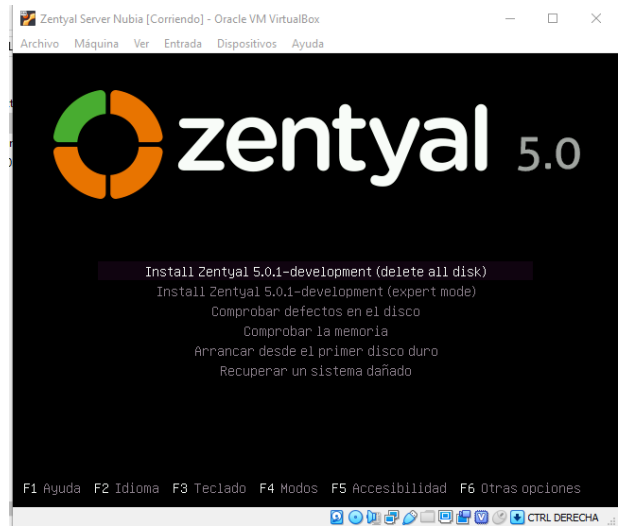 Zentyal Server Nubia [Corriendo] - Oracle VM VirtualBox
Archivo Máquina Ver Entrada Dispositivos Ayuda
zentyal 5.0
Install Zentyal 5.0.1-development (delete all disk)
Install Zentyal 5.0.1-development (expert mode)
Comprobar defectos en el disco
Comprobar la memoria
Arrancar desde el primer disco duro
Recuperar un sistema dañado
F1 Ayuda F2 Idioma F3 Teclado F4 Modos F5 Accesibilidad F6 Otras opciones
CTRL DERECHA